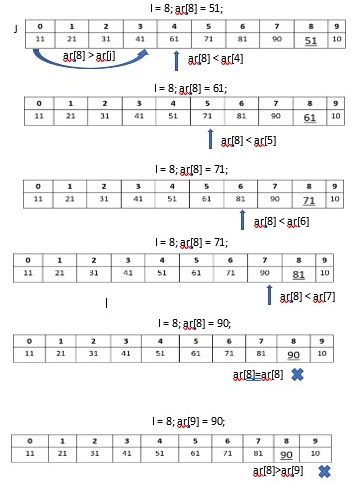 I = 8; ar[8] = 51;
J
0 1 2 3 4 5 6 7 8 9
11 21 31 41 61 71 81 90 51 10
ar[8] > ar[j] ar[8] < ar[4]
I = 8; ar[8] = 61;
0 1 2 3 4 5 6 7 8 9
11 21 31 41 51 71 81 90 61 10
ar[8] < ar[5]
I = 8; ar[8] = 71;
0 1 2 3 4 5 6 7 8 9
11 21 31 41 51 61 81 90 71 10
ar[8] < ar[6]
I = 8; ar[8] = 71;
0 1 2 3 4 5 6 7 8 9
11 21 31 41 51 61 71 90 81 10
ar[8] < ar[7]
I
I = 8; ar[8] = 90;
0 1 2 3 4 5 6 7 8 9
11 21 31 41 51 61 71 81 90 10
ar[8]=ar[8]
I = 8; ar[9] = 90;
0 1 2 3 4 5 6 7 8 9
11 21 31 41 51 61 71 81 90 10
ar[8]>ar[9]